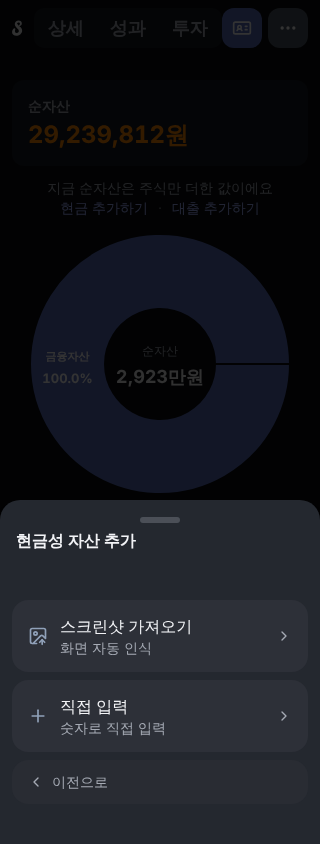 상세 성과 투자
순자산
29,239,812원
지금 순자산은 주식만 더한 값이에요
현금 추가하기 · 대출 추가하기
금융자산
100.0%
순자산
2,923만원
현금성 자산 추가
스크린샷 가져오기
화면 자동 인식
직접 입력
숫자로 직접 입력
이전으로